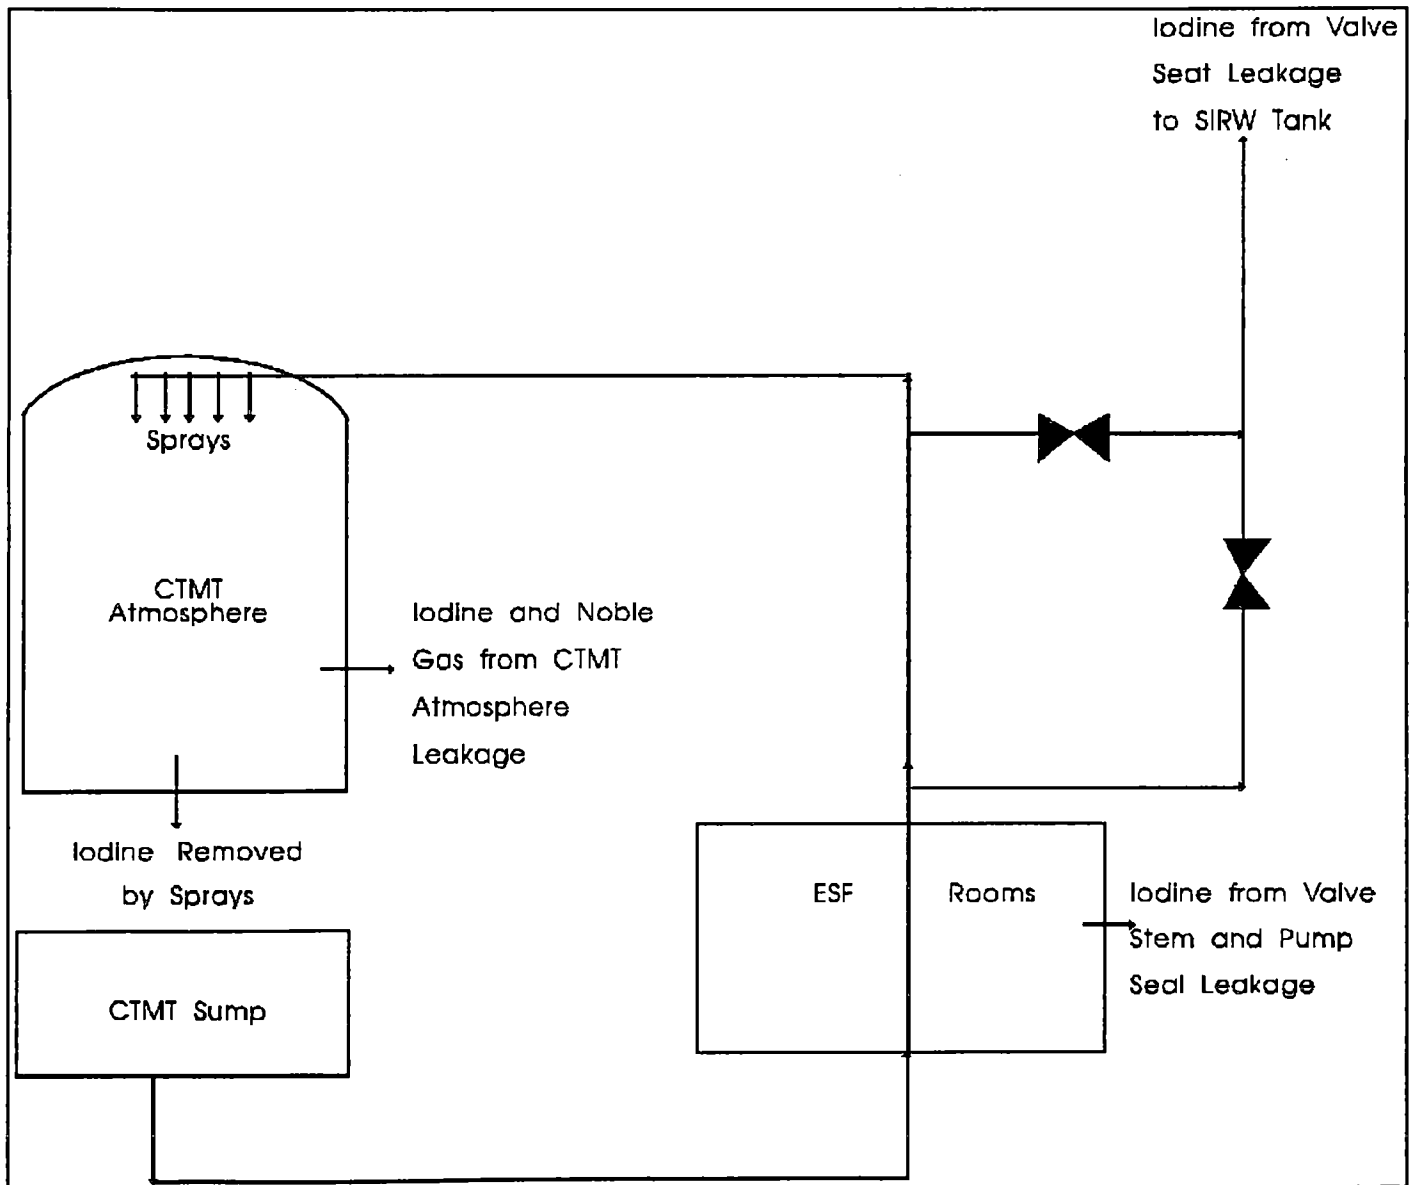 Iodine from Valve
Seat Leakage
to SIRW Tank
Sprays
CTMT
Atmosphere
Iodine and Noble
Gas from CTMT
Atmosphere
Leakage
Iodine Removed
by Sprays
ESF Rooms
Iodine from Valve
Stem and Pump
Seal Leakage
CTMT Sump